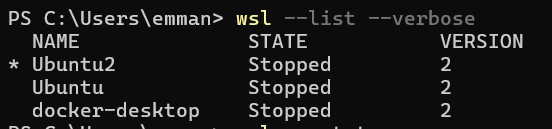 PS C:\Users\emman> wsl --list --verbose
  NAME              STATE           VERSION
* Ubuntu2           Stopped         2
  Ubuntu            Stopped         2
  docker-desktop    Stopped         2